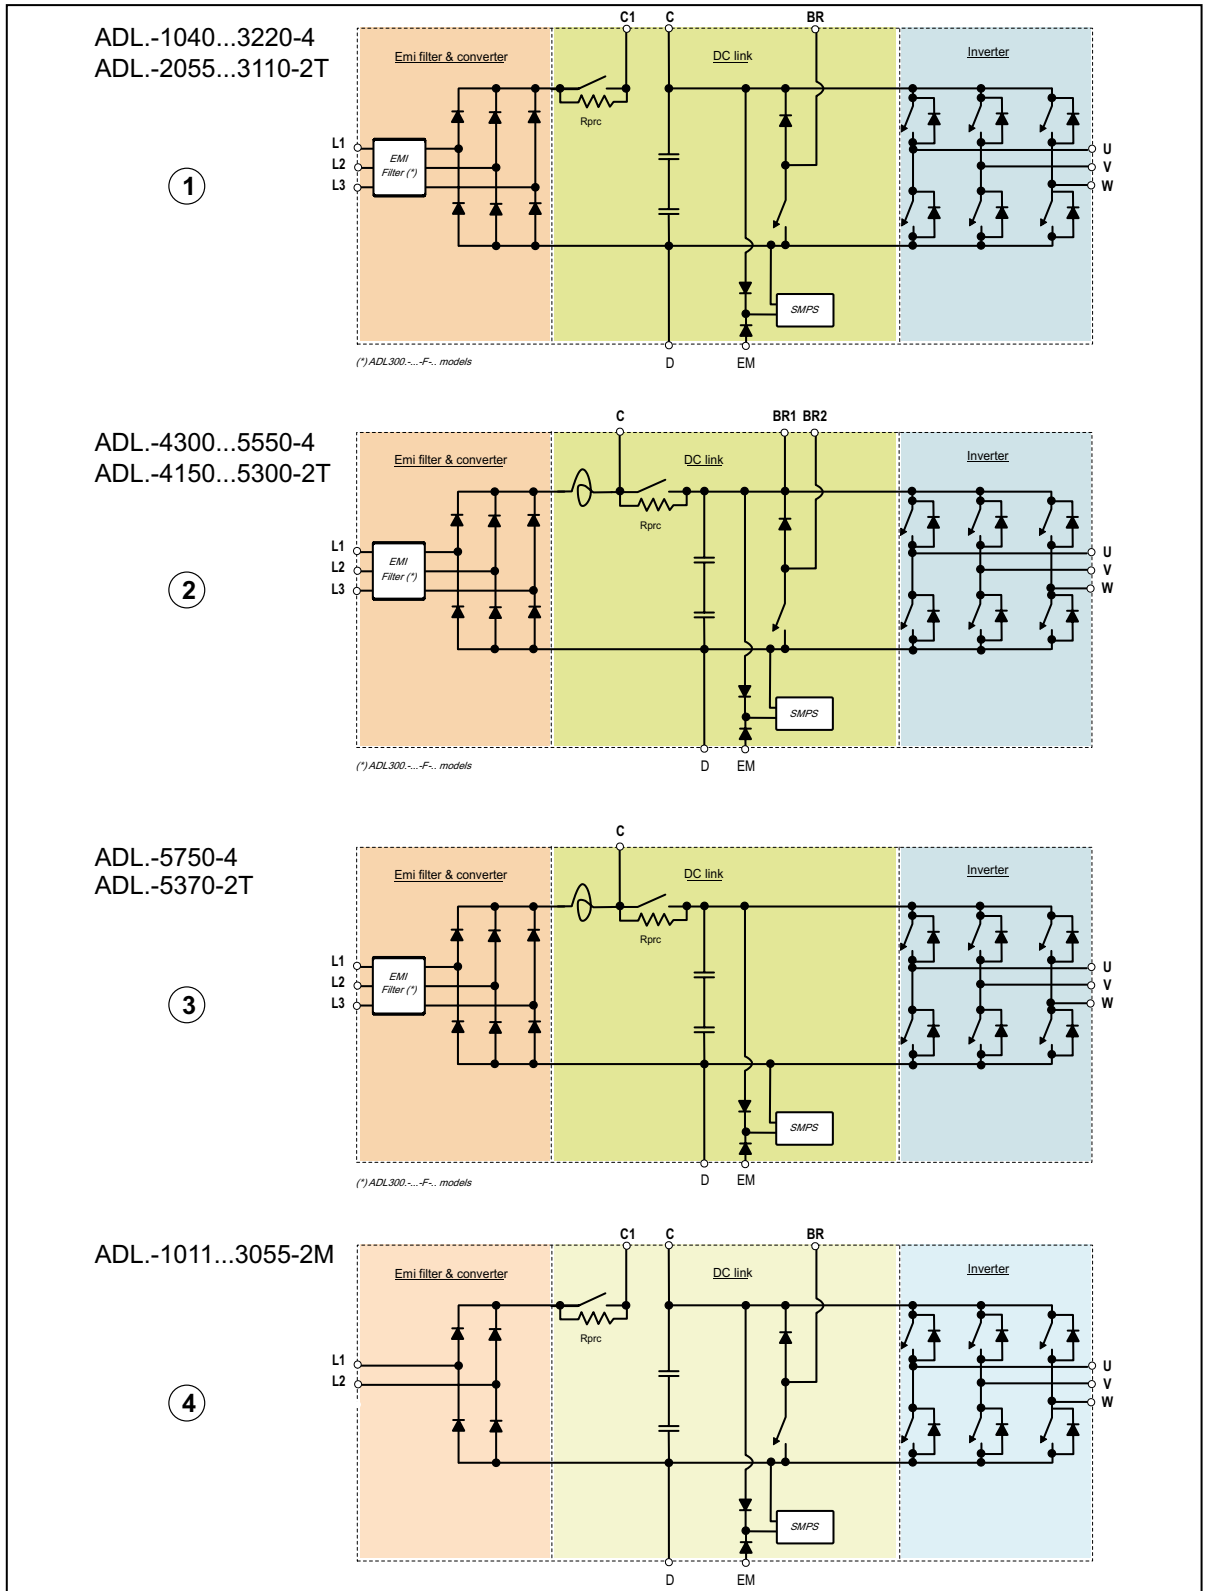 ADL.-1040...3220-4
ADL.-2055...3110-2T
1
C1 C BR
Emi filter & converter
DC link
Inverter
Rprc
L1
L2
L3
EMI
Filter (*)
U
V
W
SMPS
(*) ADL300.-...-F-.. models
D EM
ADL.-4300...5550-4
ADL.-4150...5300-2T
2
C BR1 BR2
Emi filter & converter
DC link
Inverter
Rprc
L1
L2
L3
EMI
Filter (*)
U
V
W
SMPS
(*) ADL300.-...-F-.. models
D EM
ADL.-5750-4
ADL.-5370-2T
3
C
Emi filter & converter
DC link
Inverter
Rprc
L1
L2
L3
EMI
Filter (*)
U
V
W
SMPS
(*) ADL300.-...-F-.. models
D EM
ADL.-1011...3055-2M
4
C1 C BR
Emi filter & converter
DC link
Inverter
Rprc
L1
L2
U
V
W
SMPS
D EM